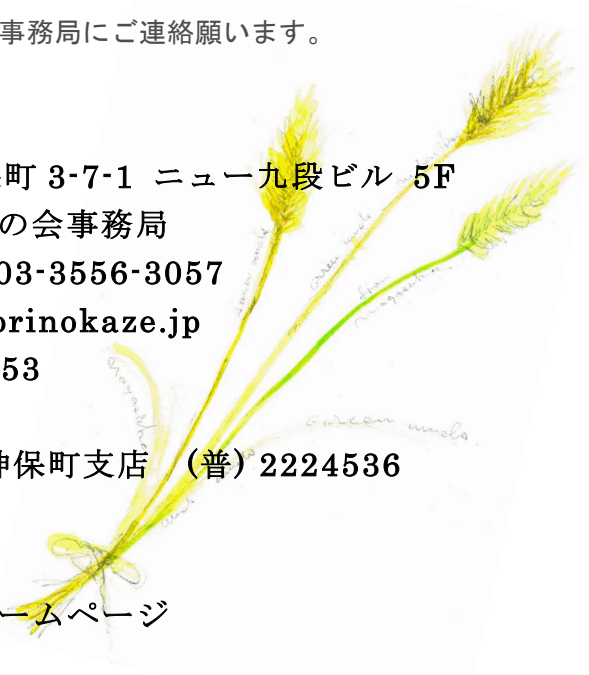 事務局にご連絡願います。
町 3-7-1 ニュー九段ビル 5F
の会事務局
03-3556-3057
orinokaze.jp
53
神保町支店 (普) 2224536
ームページ
green winds